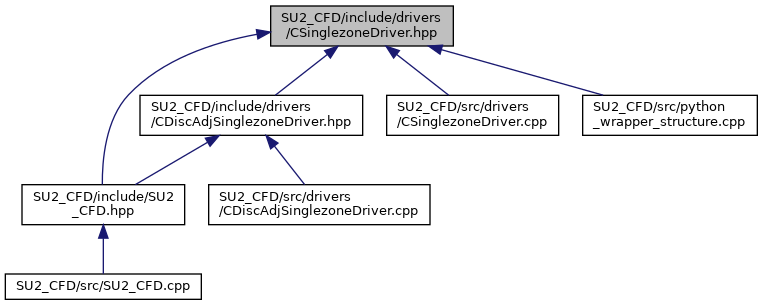 SU2_CFD/include/drivers
/CSinglezoneDriver.hpp
SU2_CFD/include/drivers
/CDiscAdjSinglezoneDriver.hpp
SU2_CFD/src/drivers
/CSinglezoneDriver.cpp
SU2_CFD/src/python
_wrapper_structure.cpp
SU2_CFD/include/SU2
_CFD.hpp
SU2_CFD/src/drivers
/CDiscAdjSinglezoneDriver.cpp
SU2_CFD/src/SU2_CFD.cpp